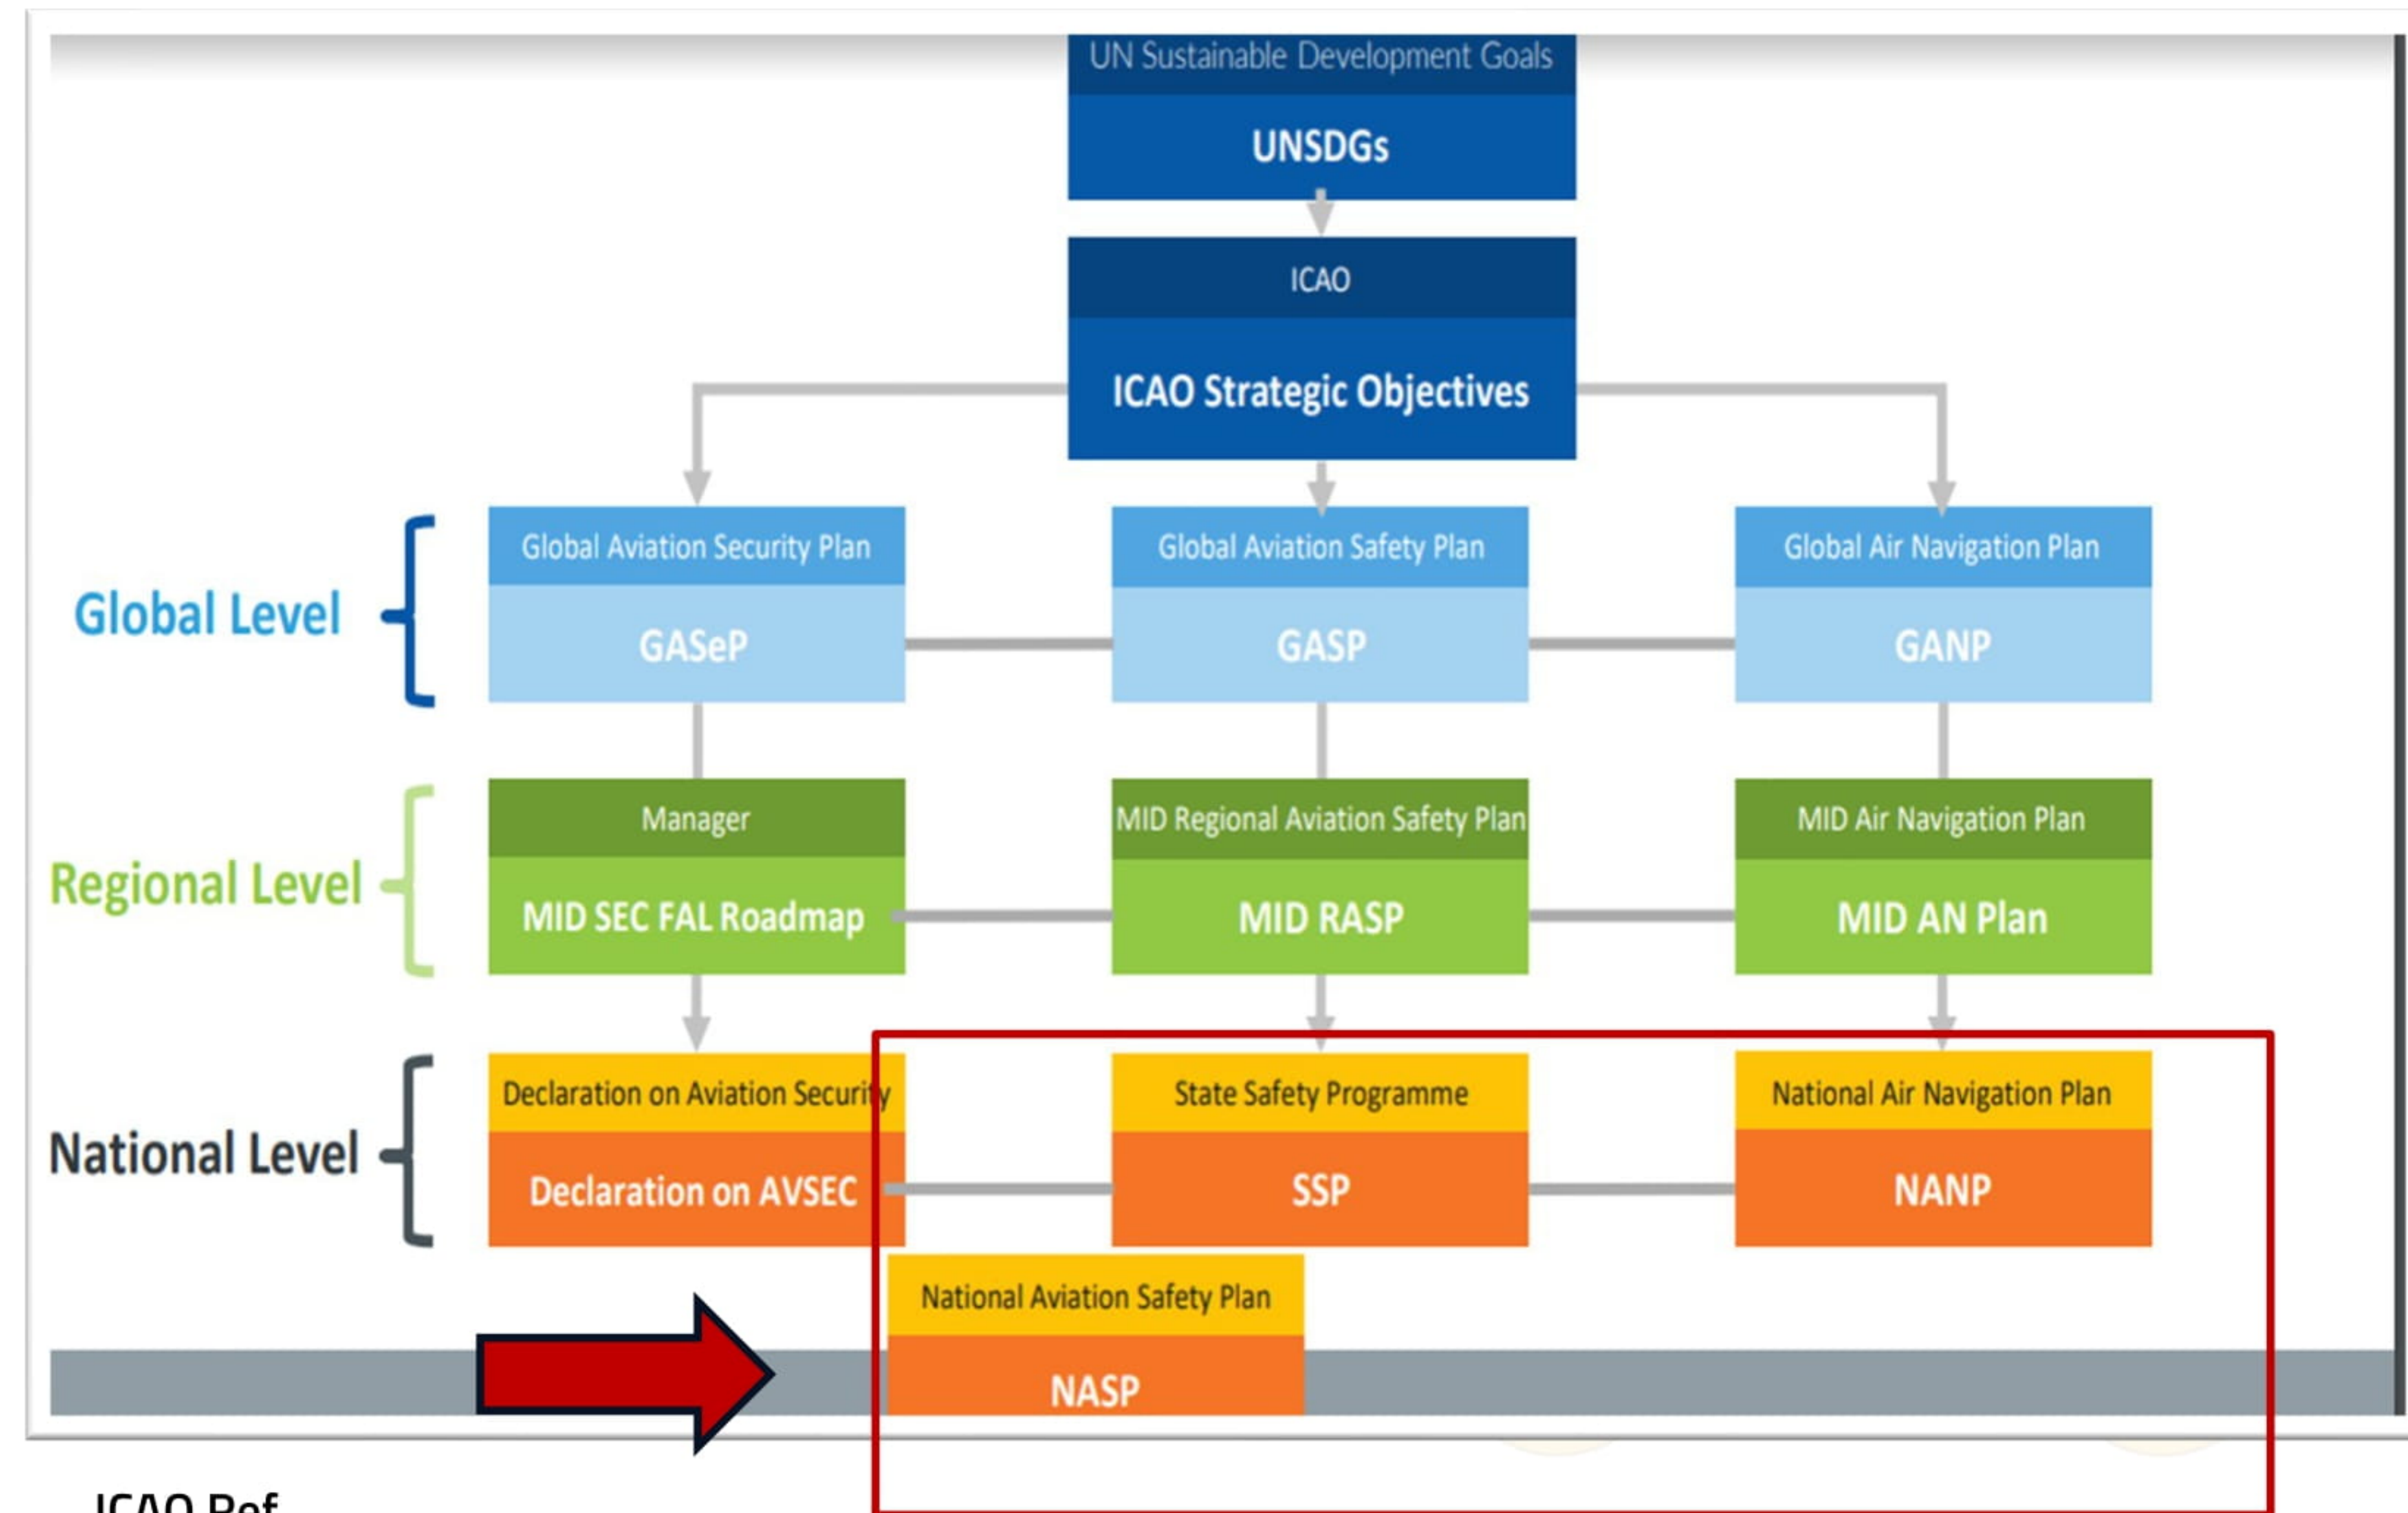 UN Sustainable Development Goals
UNSDGs
ICAO
ICAO Strategic Objectives
Global Level
Global Aviation Security Plan
GASeP
Global Aviation Safety Plan
GASP
Global Air Navigation Plan
GANP
Regional Level
Manager
MID SEC FAL Roadmap
MID Regional Aviation Safety Plan
MID RASP
MID Air Navigation Plan
MID AN Plan
National Level
Declaration on Aviation Security
Declaration on AVSEC
State Safety Programme
SSP
National Air Navigation Plan
NANP
National Aviation Safety Plan
NASP
ICAO Ref